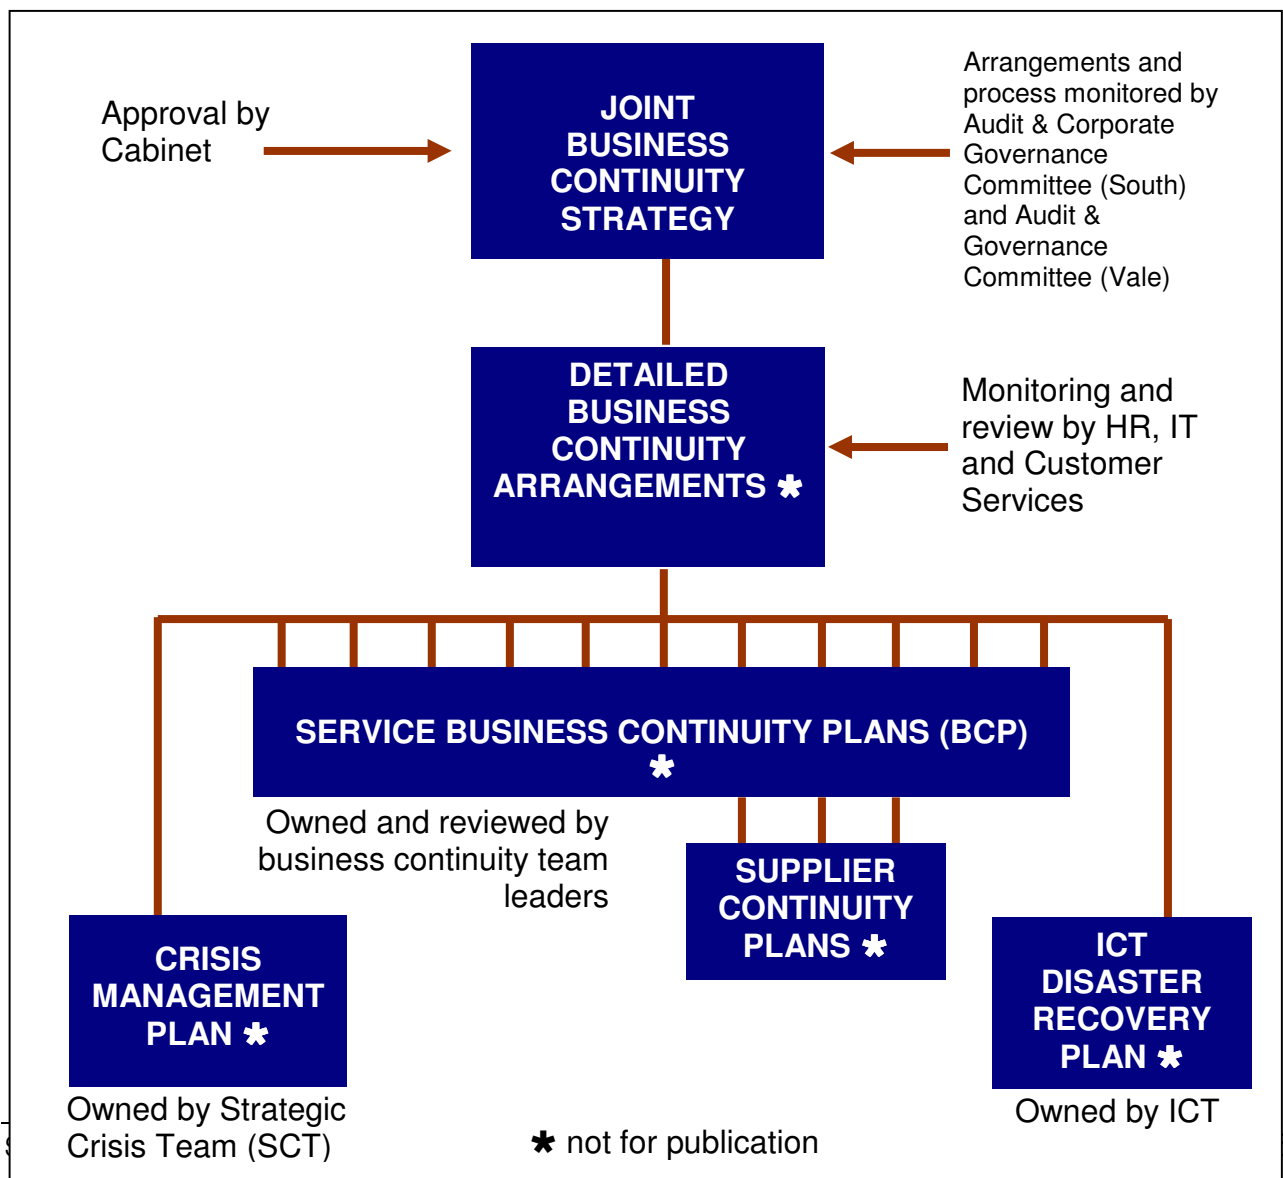 Approval by
Cabinet
JOINT
BUSINESS
CONTINUITY
STRATEGY
Arrangements and
process monitored by
Audit & Corporate
Governance
Committee (South)
and Audit &
Governance
Committee (Vale)
DETAILED
BUSINESS
CONTINUITY
ARRANGEMENTS *
Monitoring and
review by HR, IT
and Customer
Services
SERVICE BUSINESS CONTINUITY PLANS (BCP)
*
Owned and reviewed by
business continuity team
leaders
SUPPLIER
CONTINUITY
PLANS *
CRISIS
MANAGEMENT
PLAN *
ICT
DISASTER
RECOVERY
PLAN *
Owned by Strategic
Crisis Team (SCT)
Owned by ICT
* not for publication